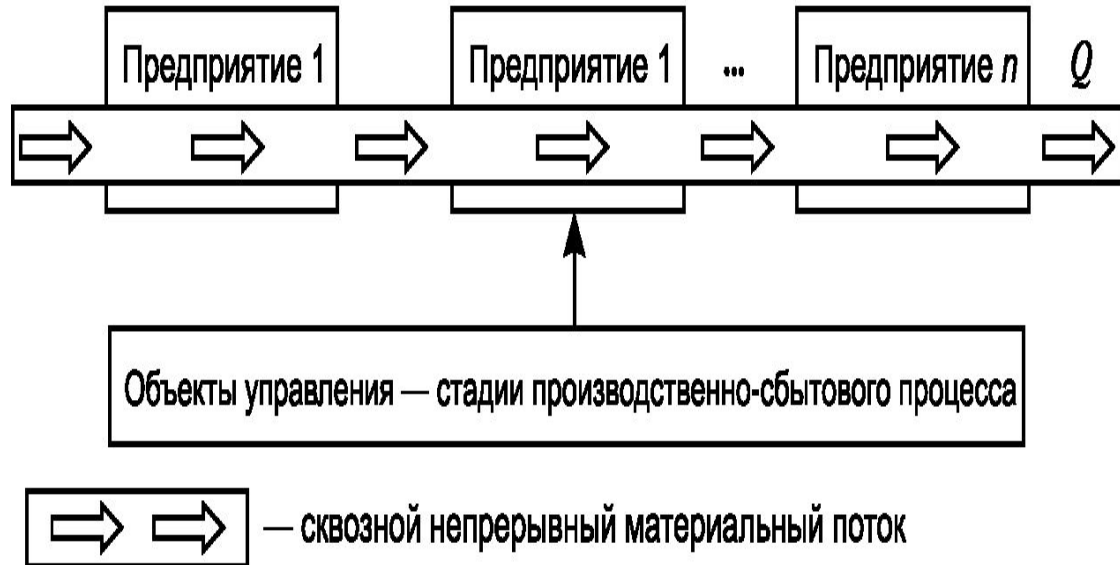 Предприятие 1 Предприятие 1 ... Предприятие n Q
Объекты управления — стадии производственно-сбытового процесса
— сквозной непрерывный материальный поток